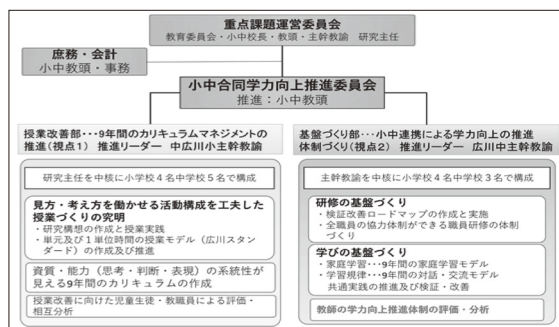 重点課題運営委員会
教育委員会・小中校長・教頭・主幹教諭　研究主任
庶務・会計
小中教頭・事務
小中合同学力向上推進委員会
推進：小中教頭
授業改善部・・・9年間のカリキュラムマネジメントの
推進（視点1）　推進リーダー　中広川小主幹教諭
研究主任を中核に小学校４名中学校５名で構成
見方・考え方を働かせる活動構成を工夫した
授業づくりの究明
・研究構想の作成と授業実践
・単元及び１単位時間の授業モデル（広川スタン
ダード）の作成及び推進
資質・能力（思考・判断・表現）の系統性が
見える9年間のカリキュラムの作成
授業改善に向けた児童生徒・教職員による評価・
相互分析
基盤づくり部…小中連携による学力向上の推進
体制づくり（視点２）　推進リーダー　広川中主幹教諭
主幹教諭を中核に小学校４名中学校３名で構成
研修の基盤づくり
・検証改善ロードマップの作成と実施
・全職員の協力体制ができる職員研修の体制
づくり
学びの基盤づくり
・家庭学習…9年間の家庭学習モデル
・学習規律…9年間の対話・交流モデル
共通実践の推進及び検証・改善
教師の学力向上推進体制の評価・分析